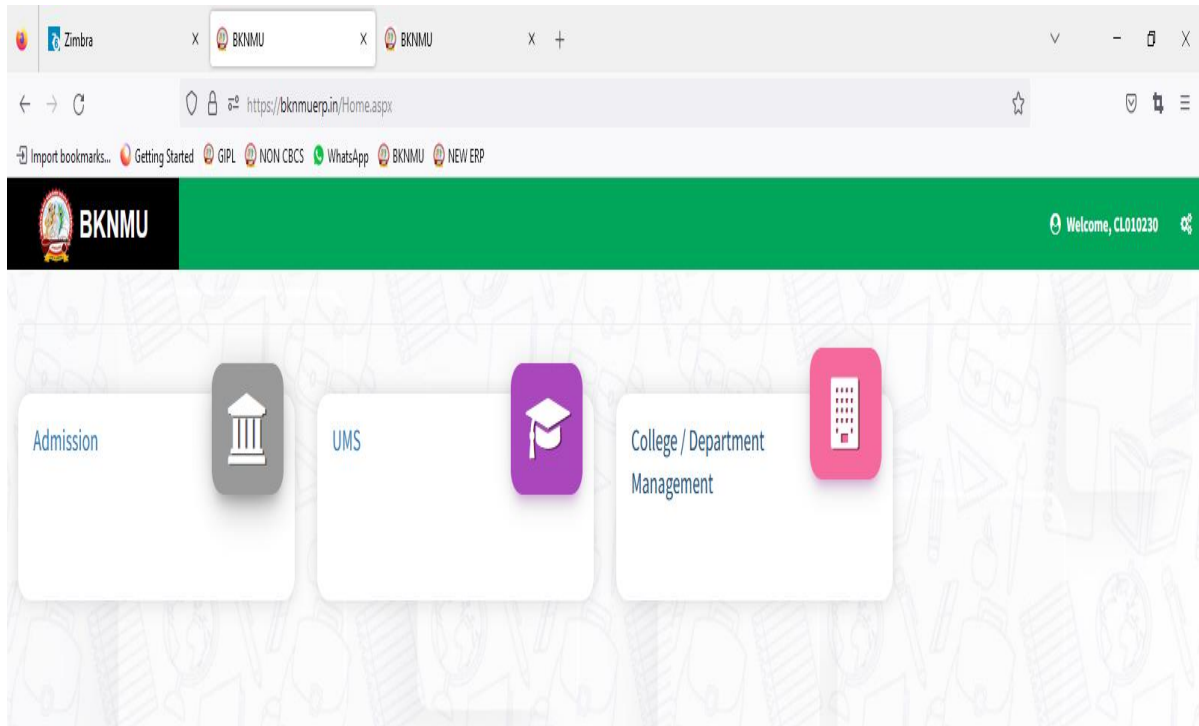 Zimbra
BKNMU
BKNMU
https://bknmuerp.in/Home.aspx
Import bookmarks... Getting Started GIPL NON CBCS WhatsApp BKNMU NEW ERP
BKNMU
Welcome, CL010230
Admission
UMS
College / Department
Management